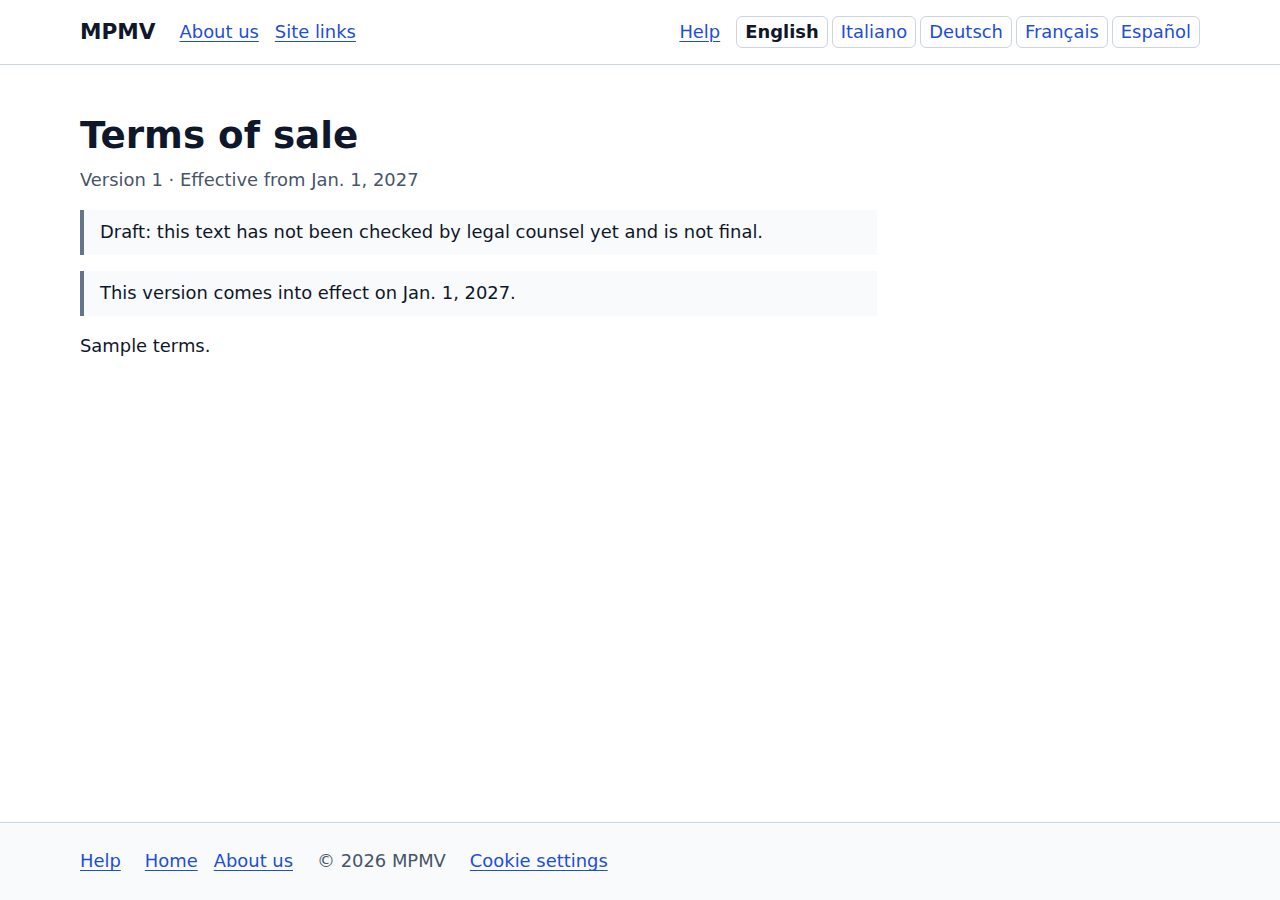 MPMV About us Site links Help English Italiano Deutsch Français Español
Terms of sale
Version 1 · Effective from Jan. 1, 2027
Draft: this text has not been checked by legal counsel yet and is not final.
This version comes into effect on Jan. 1, 2027.
Sample terms.
Help Home About us © 2026 MPMV Cookie settings